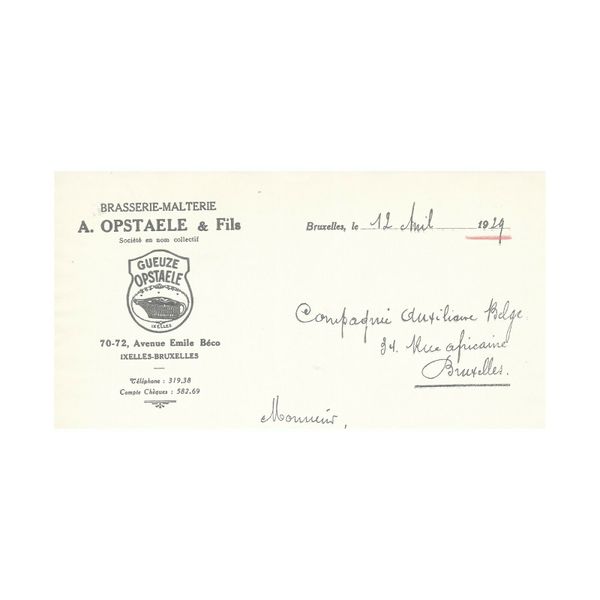 BRASSERIE-MALTERIE
A. OPSTAELE & Fils
Société en nom collectif
GUEUZE
OPSTAELE
IXELLES
70-72, Avenue Emile Béco
IXELLES-BRUXELLES
Téléphone : 319,38
Compte Chèques : 582.69
Bruxelles, le 12 Avril 1929
Compagnie Auxiliaire Belge
34. Rue africaine
Bruxelles.
Monsieur,